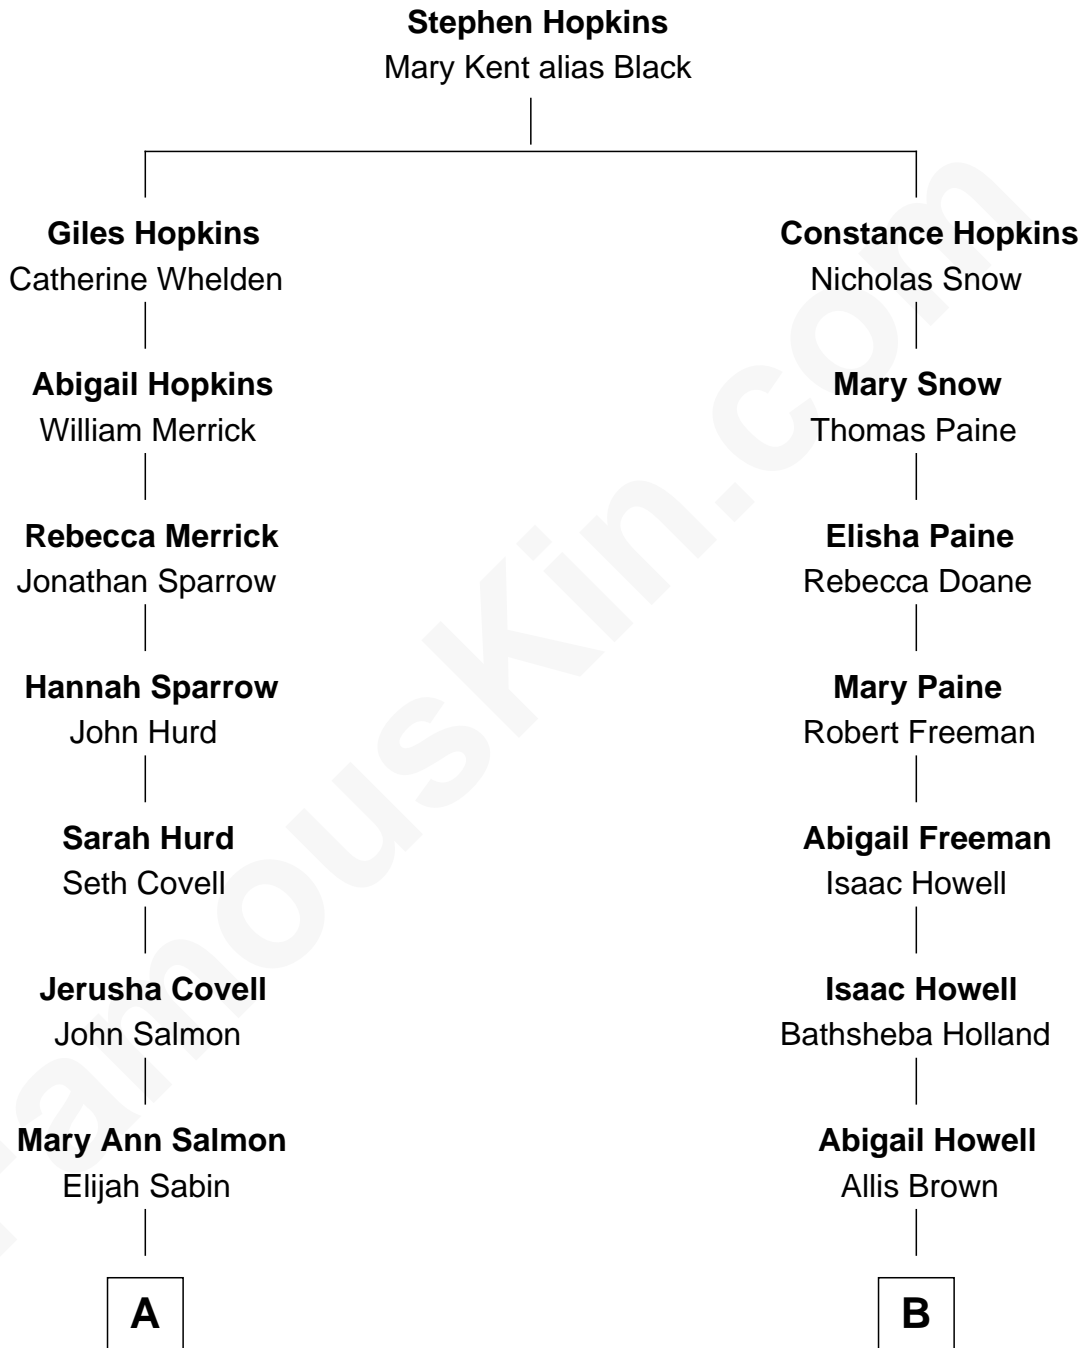 Stephen Hopkins
Mary Kent alias Black
Giles Hopkins
Catherine Whelden
Constance Hopkins
Nicholas Snow
Abigail Hopkins
William Merrick
Mary Snow
Thomas Paine
Rebecca Merrick
Jonathan Sparrow
Elisha Paine
Rebecca Doane
Hannah Sparrow
John Hurd
Mary Paine
Robert Freeman
Sarah Hurd
Seth Covell
Abigail Freeman
Isaac Howell
Jerusha Covell
John Salmon
Isaac Howell
Bathsheba Holland
Mary Ann Salmon
Elijah Sabin
Abigail Howell
Allis Brown
A
B
FamousKin.com